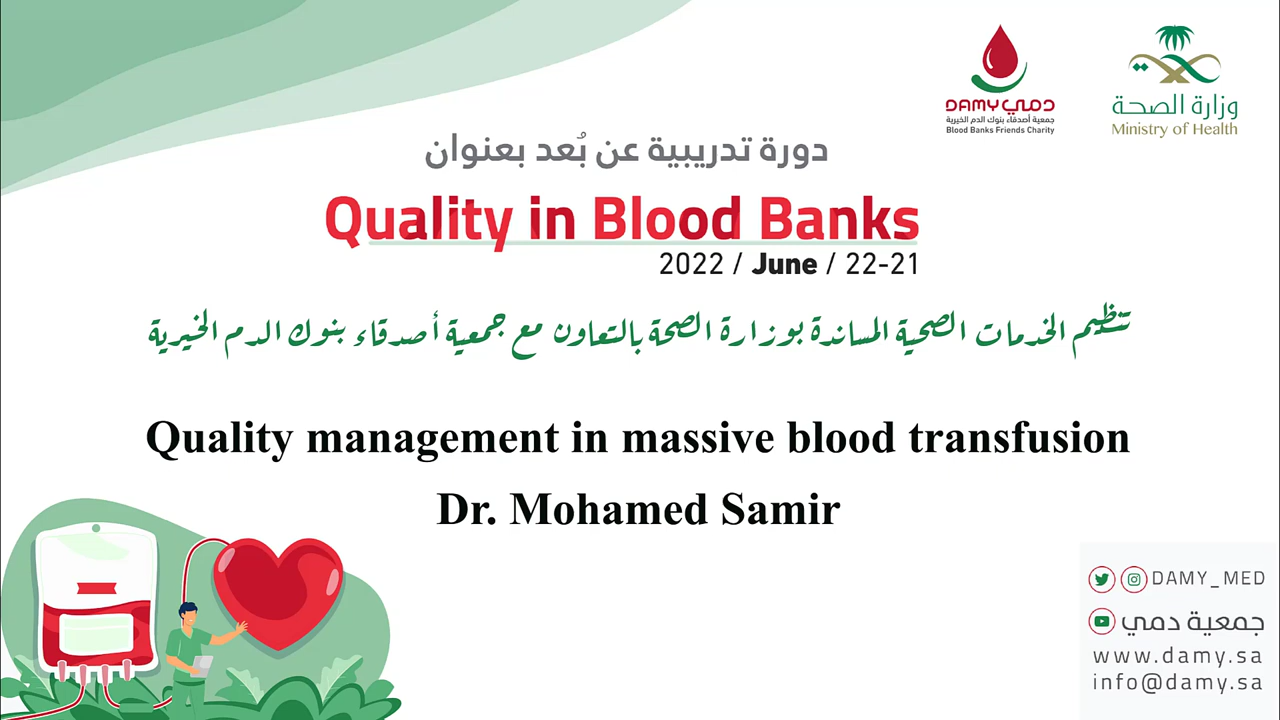 DAMY دمي
جمعية أصدقاء بنوك الدم الخيرية
Blood Banks Friends Charity
وزارة الصحة
Ministry of Health
دورة تدريبية عن بُعد بعنوان
Quality in Blood Banks
2022 / June / 22-21
تنظيم الخدمات الصحية المساندة بوزارة الصحة بالتعاون مع جمعية أصدقاء بنوك الدم الخيرية
Quality management in massive blood transfusion
Dr. Mohamed Samir
DAMY_MED
جمعية دمي
www.damy.sa
info@damy.sa